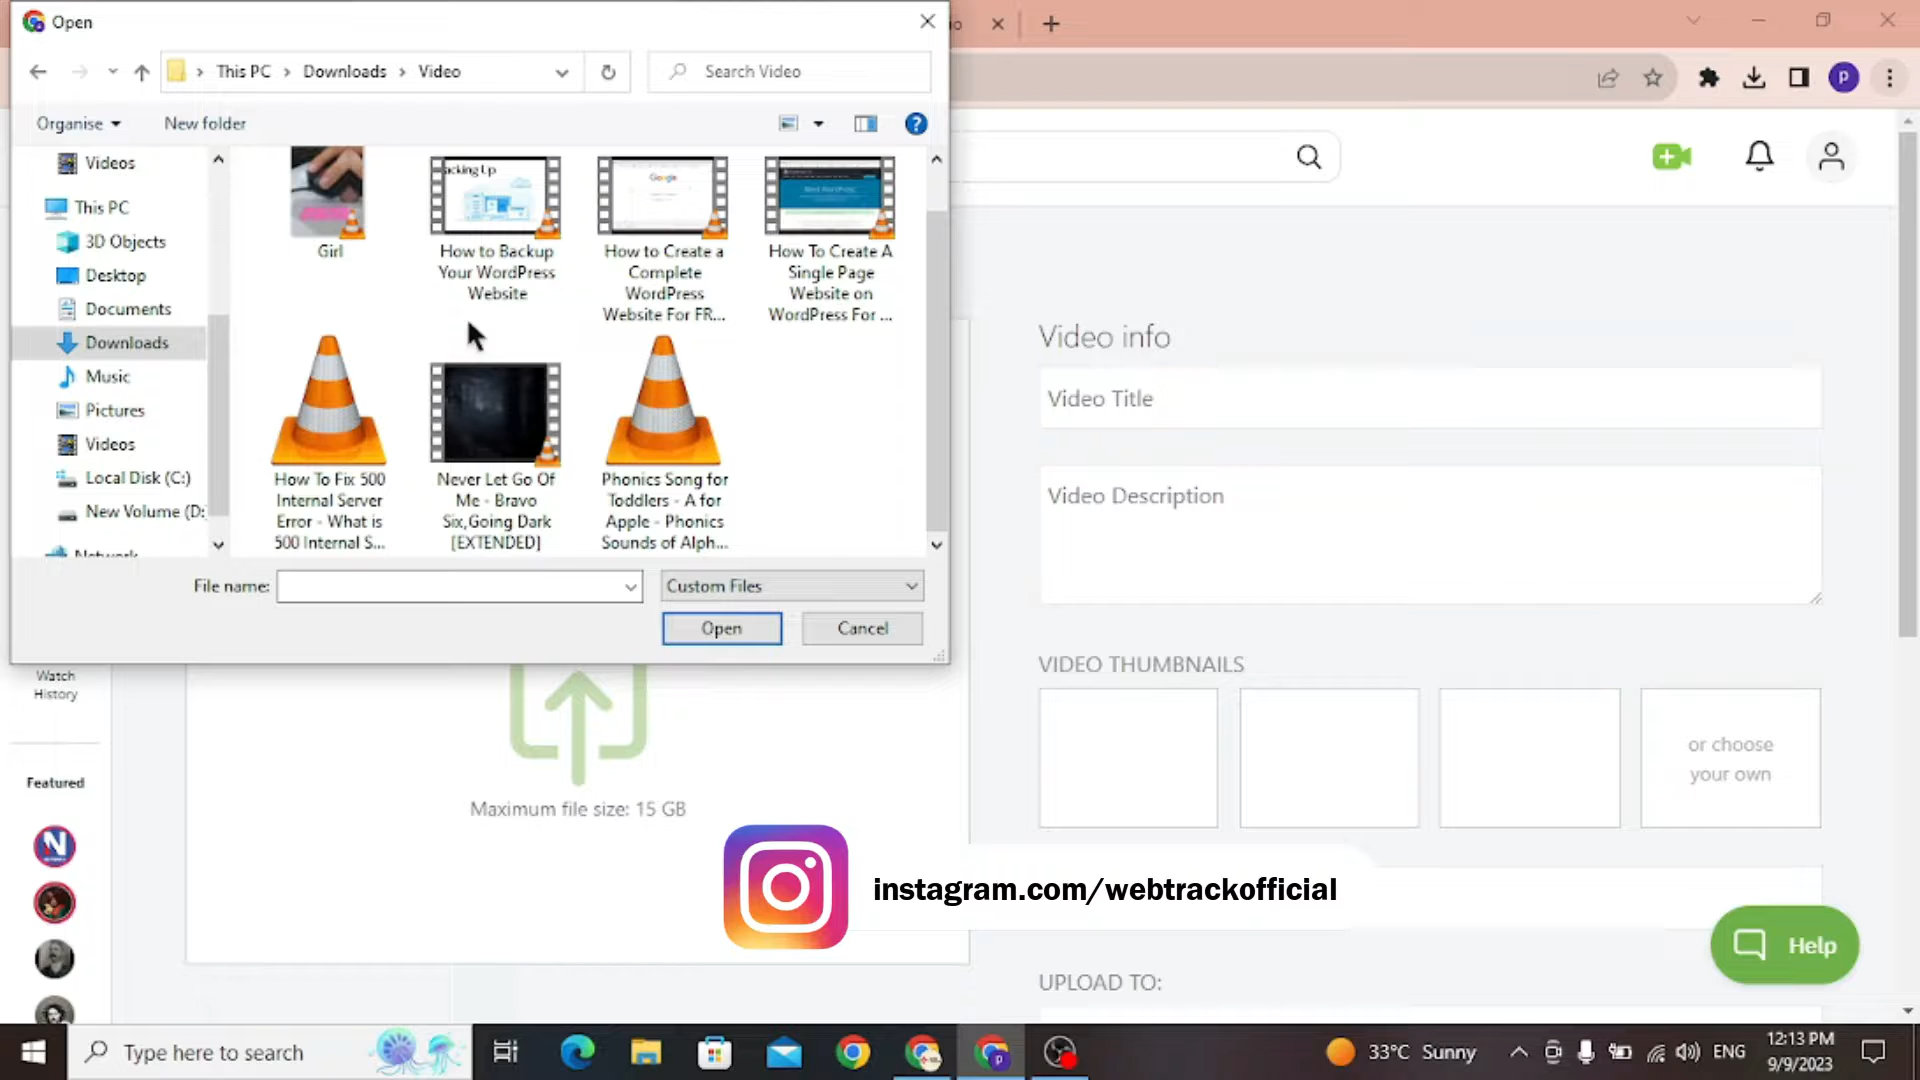 Open
This PC
Downloads
Video
Search Video
Organise
New folder
Videos
This PC
3D Objects
Desktop
Documents
Downloads
Music
Pictures
Videos
Local Disk (C:)
New Volume (D:
Network
acking Up
Google
Girl
How to Backup
Your WordPress
Website
How to Create a
Complete
WordPress
Website For FR...
How To Create A
Single Page
Website on
WordPress For ...
How To Fix 500
Internal Server
Error - What is
500 Internal S...
Never Let Go Of
Me - Bravo
Six,Going Dark
[EXTENDED]
Phonics Song for
Toddlers - A for
Apple - Phonics
Sounds of Alph...
File name:
Custom Files
Open
Cancel
P
Video info
Video Title
Video Description
VIDEO THUMBNAILS
or choose
your own
UPLOAD TO:
Watch
History
Featured
N
Maximum file size: 15 GB
instagram.com/webtrackofficial
Help
Type here to search
33°C Sunny
ENG
12:13 PM
9/9/2023